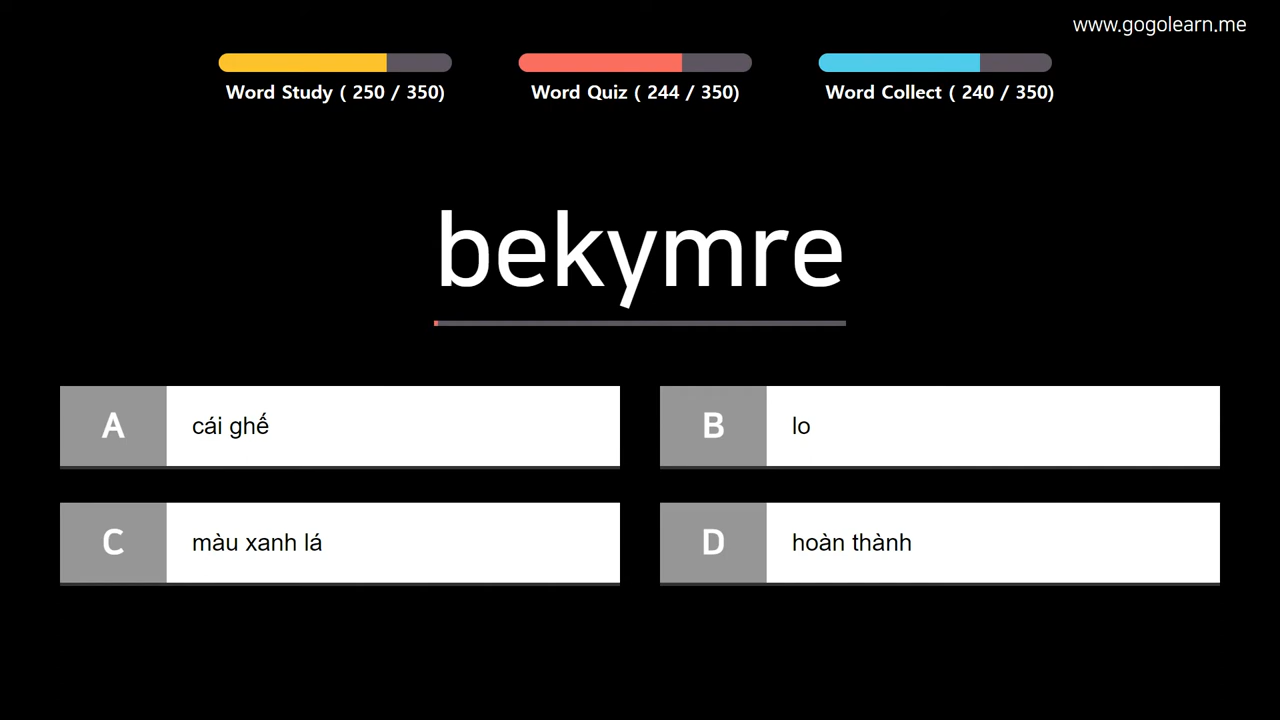 www.gogolearn.me
Word Study ( 250 / 350)
Word Quiz ( 244 / 350)
Word Collect ( 240 / 350)
bekymre
A cái ghế
B lo
C màu xanh lá
D hoàn thành